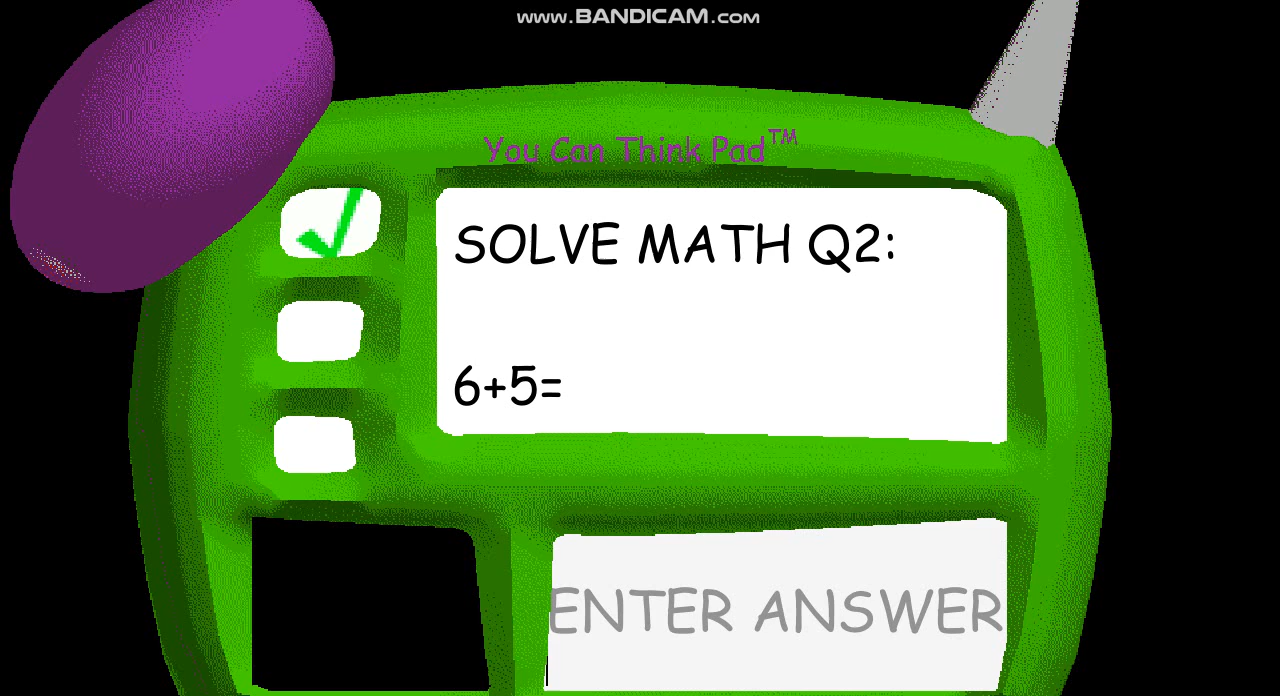 www.BANDICAM.com
You Can Think Pad™
SOLVE MATH Q2:
6+5=
ENTER ANSWER